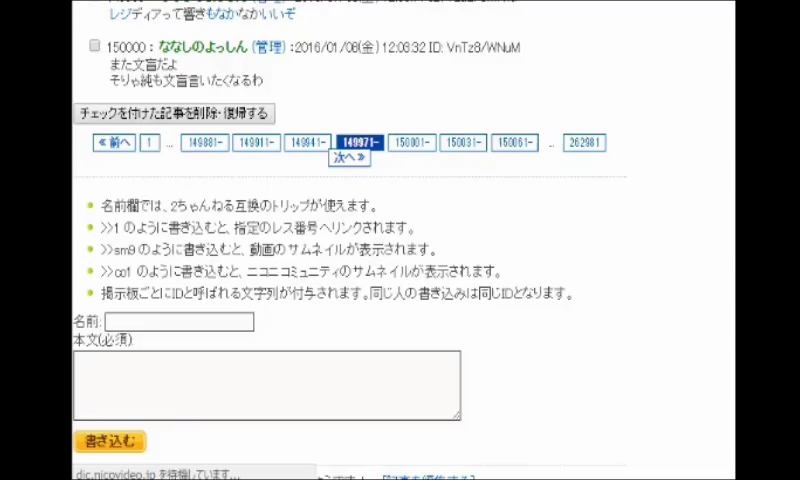 レジディアって響きもなかなかいいぞ
150000 : ななしのよっしん (管理) :2016/01/08(金) 12:08:32 ID: VnTz8/WNuM
また文盲だよ
そりゃ純も文盲言いたくなるわ
チェックを付けた記事を削除・復帰する
≪前へ 1 ... 149881- 149911- 149941- 149971- 150001- 150031- 150061- ... 262981
次へ≫
名前欄では、2ちゃんねる互換のトリップが使えます。
>>1 のように書き込むと、指定のレス番号へリンクされます。
>>sm9 のように書き込むと、動画のサムネイルが表示されます。
>>co1 のように書き込むと、ニコニコミュニティのサムネイルが表示されます。
掲示板ごとにIDと呼ばれる文字列が付与されます。同じ人の書き込みは同じIDとなります。
名前:
本文(必須):
書き込む
dic.nicovideo.jp を待機しています...